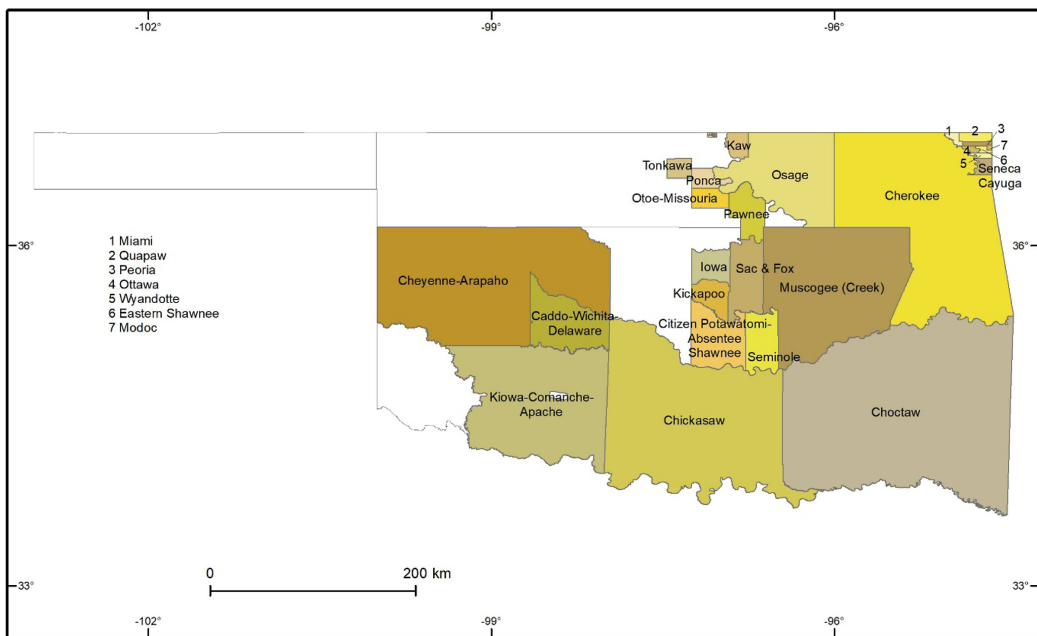 -102°
-99°
-96°
1
2
3
7
4
6
5
Kaw
Tonkawa
Ponca
Osage
Seneca
Cayuga
Otoe-Missouria
Cherokee
Pawnee
36°
36°
1 Miami
2 Quapaw
3 Peoria
4 Ottawa
5 Wyandotte
6 Eastern Shawnee
7 Modoc
Cheyenne-Arapaho
Iowa
Sac & Fox
Kickapoo
Muscogee (Creek)
Caddo-Wichita-
Delaware
Citizen Potawatomi-
Absentee
Shawnee
Seminole
Kiowa-Comanche-
Apache
Chickasaw
Choctaw
0
200 km
33°
33°
-102°
-99°
-96°